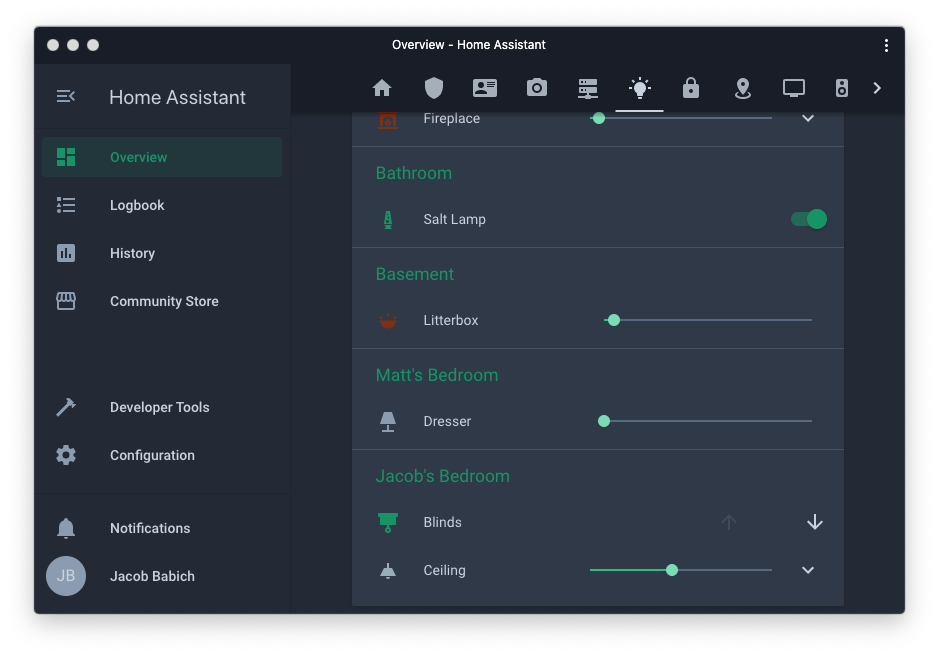 Overview - Home Assistant
Home Assistant
Overview
Logbook
History
Community Store
Developer Tools
Configuration
Notifications
JB
Jacob Babich
Fireplace
Bathroom
Salt Lamp
Basement
Litterbox
Matt's Bedroom
Dresser
Jacob's Bedroom
Blinds
Ceiling